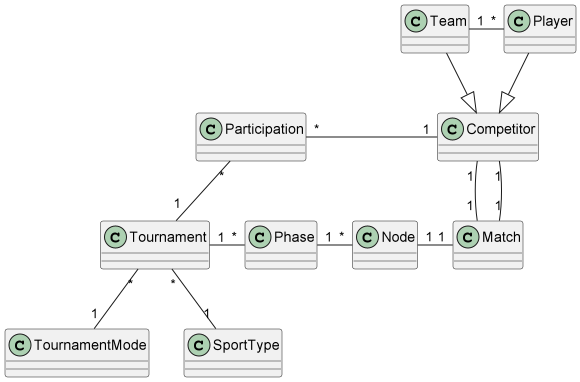 C Team 1 * C Player
C Participation * 1 C Competitor
* 1 1
1 1 1
C Tournament 1 * C Phase 1 * C Node 1 1 C Match
* *
1 1
C TournamentMode C SportType